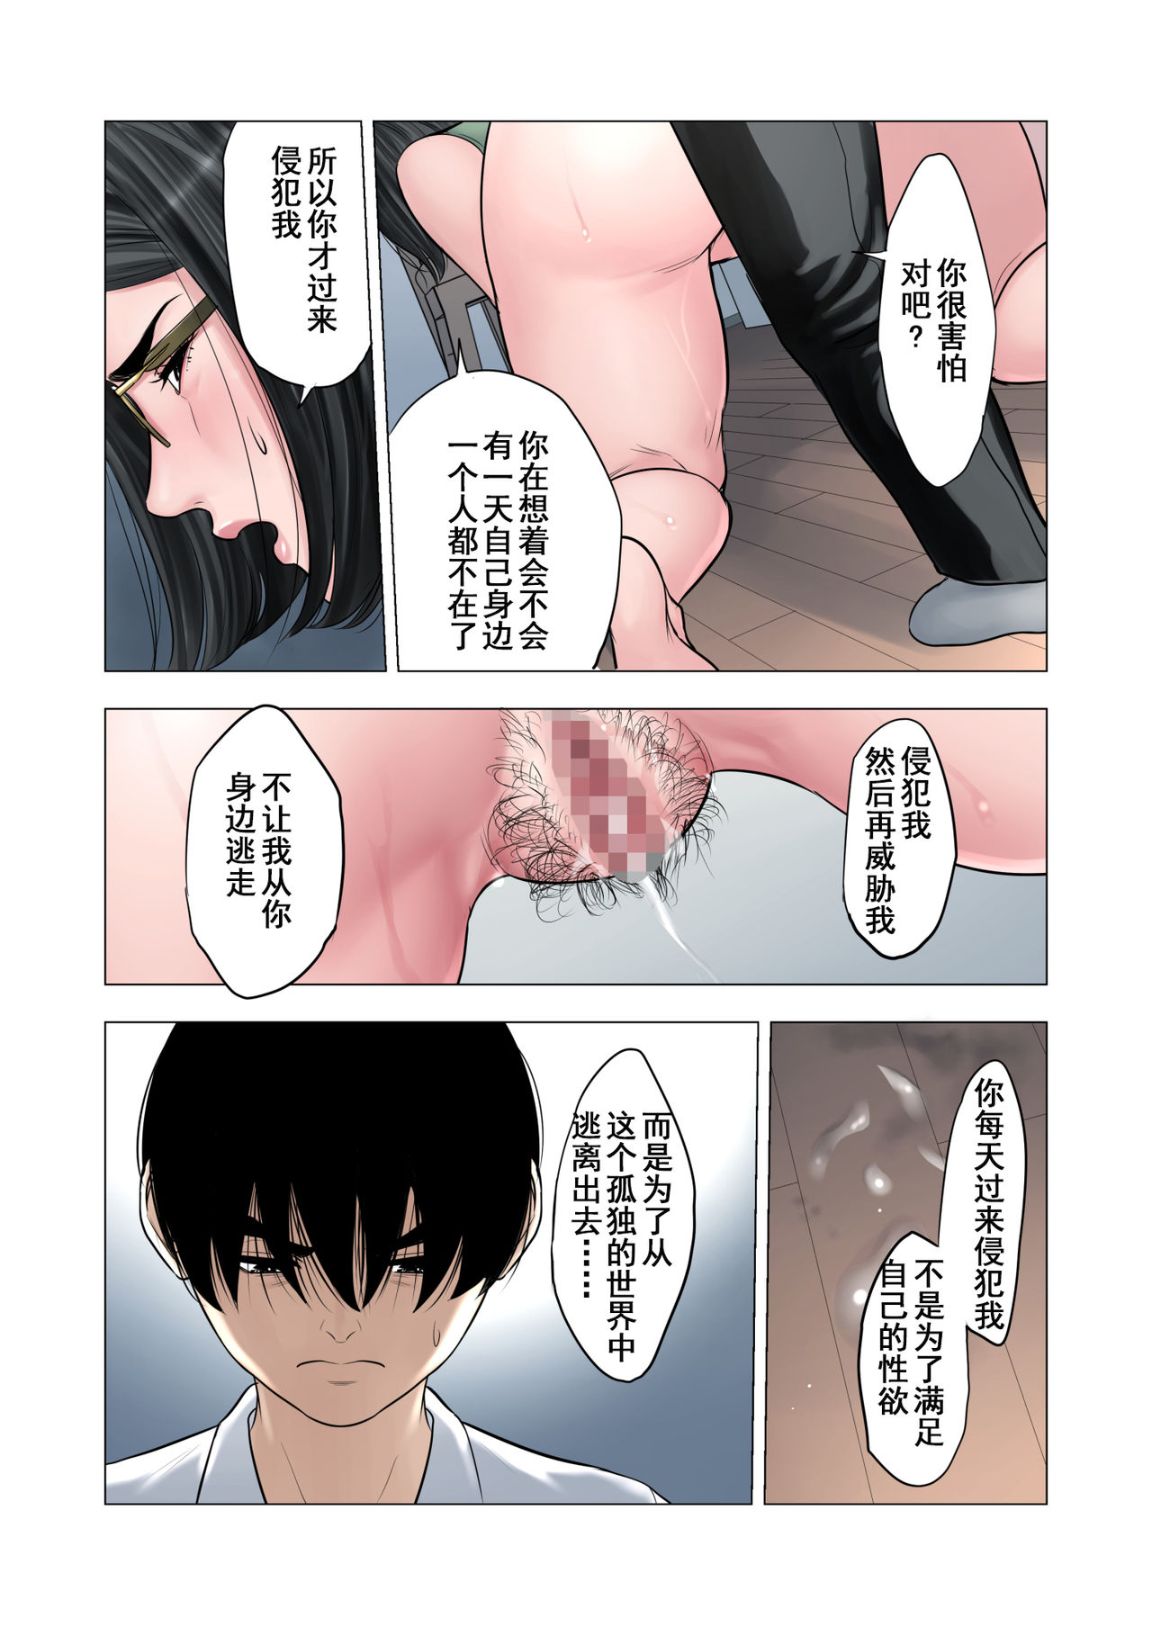 你很害怕
对吧？
你在想着会不会
有一天自己身边
一个人都不在了
所以你才过来
侵犯我
侵犯我
然后再威胁我
不让我从你
身边逃走
你每天过来侵犯我
不是为了满足
自己的性欲
而是为了从
这个孤独的世界中
逃离出去……